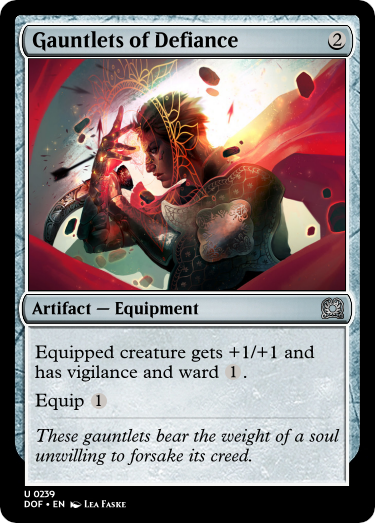 Gauntlets of Defiance 2
Artifact — Equipment
Equipped creature gets +1/+1 and
has vigilance and ward 1 .
Equip 1
These gauntlets bear the weight of a soul
unwilling to forsake its creed.
U 0239
DOF • EN Lea Faske